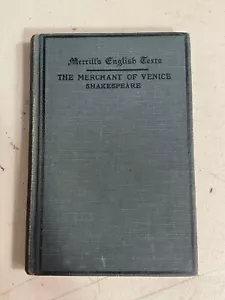 Merrill's English Texts
THE MERCHANT OF VENICE
SHAKESPEARE